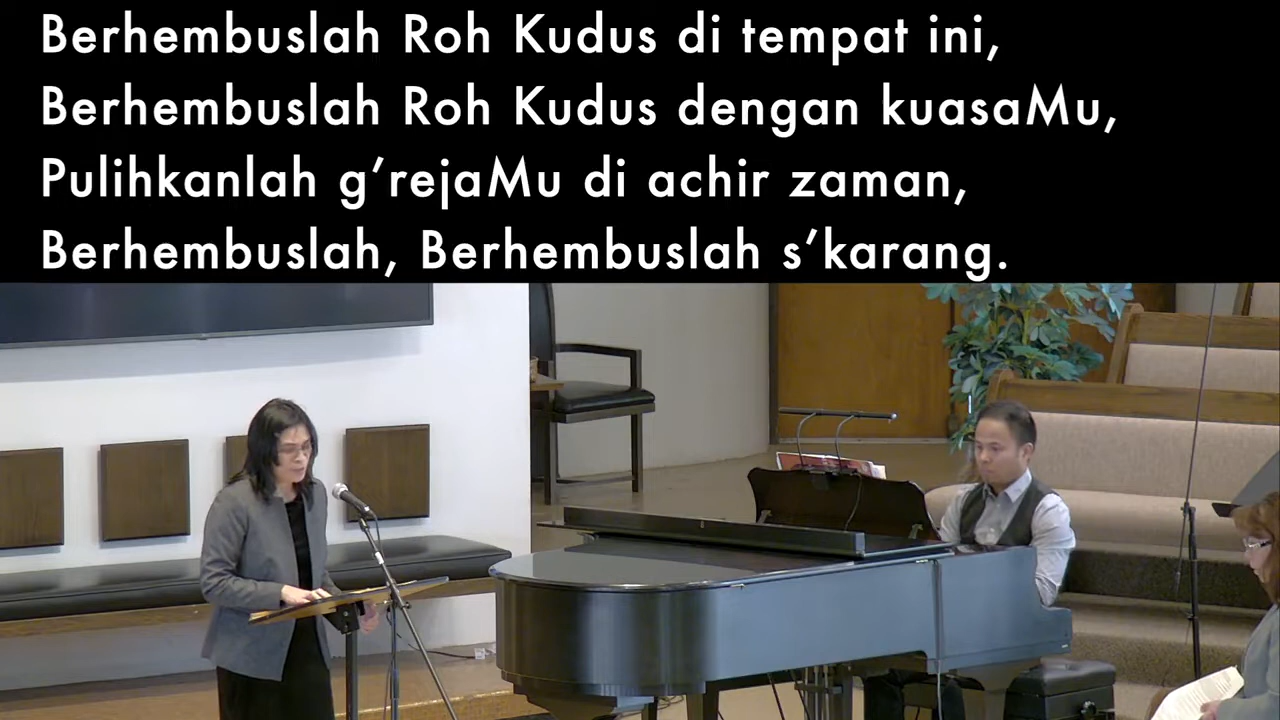 Berhembuslah Roh Kudus di tempat ini,
Berhembuslah Roh Kudus dengan kuasaMu,
Pulihkanlah g’rejaMu di achir zaman,
Berhembuslah, Berhembuslah s’karang.